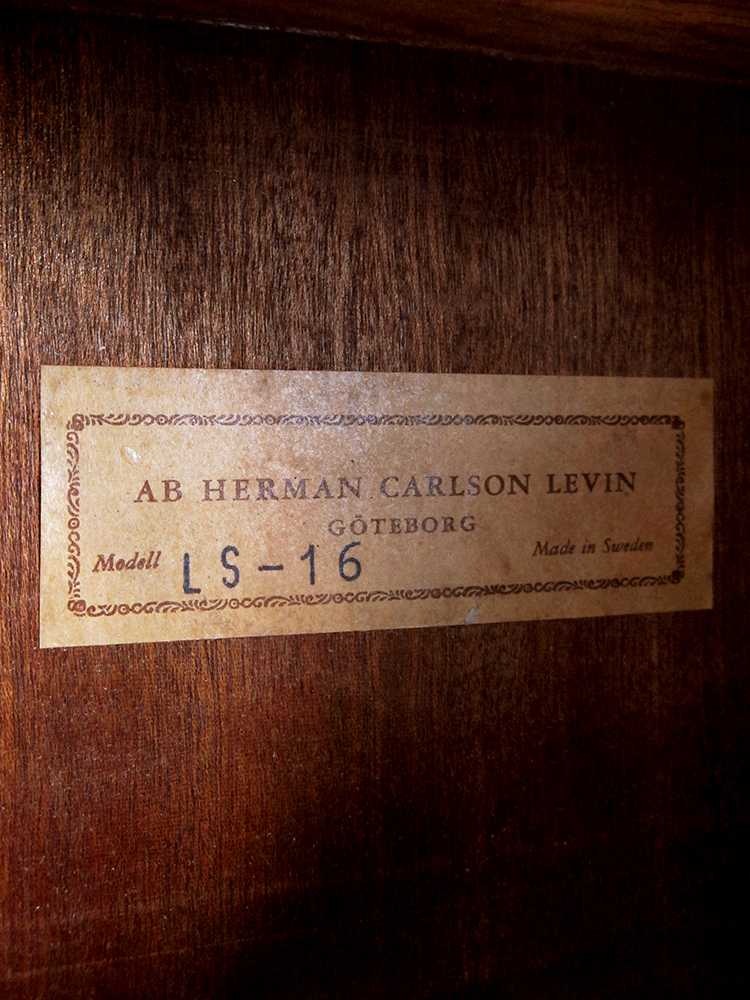 AB HERMAN CARLSON LEVIN
GÖTEBORG
Modell LS-16 Made in Sweden